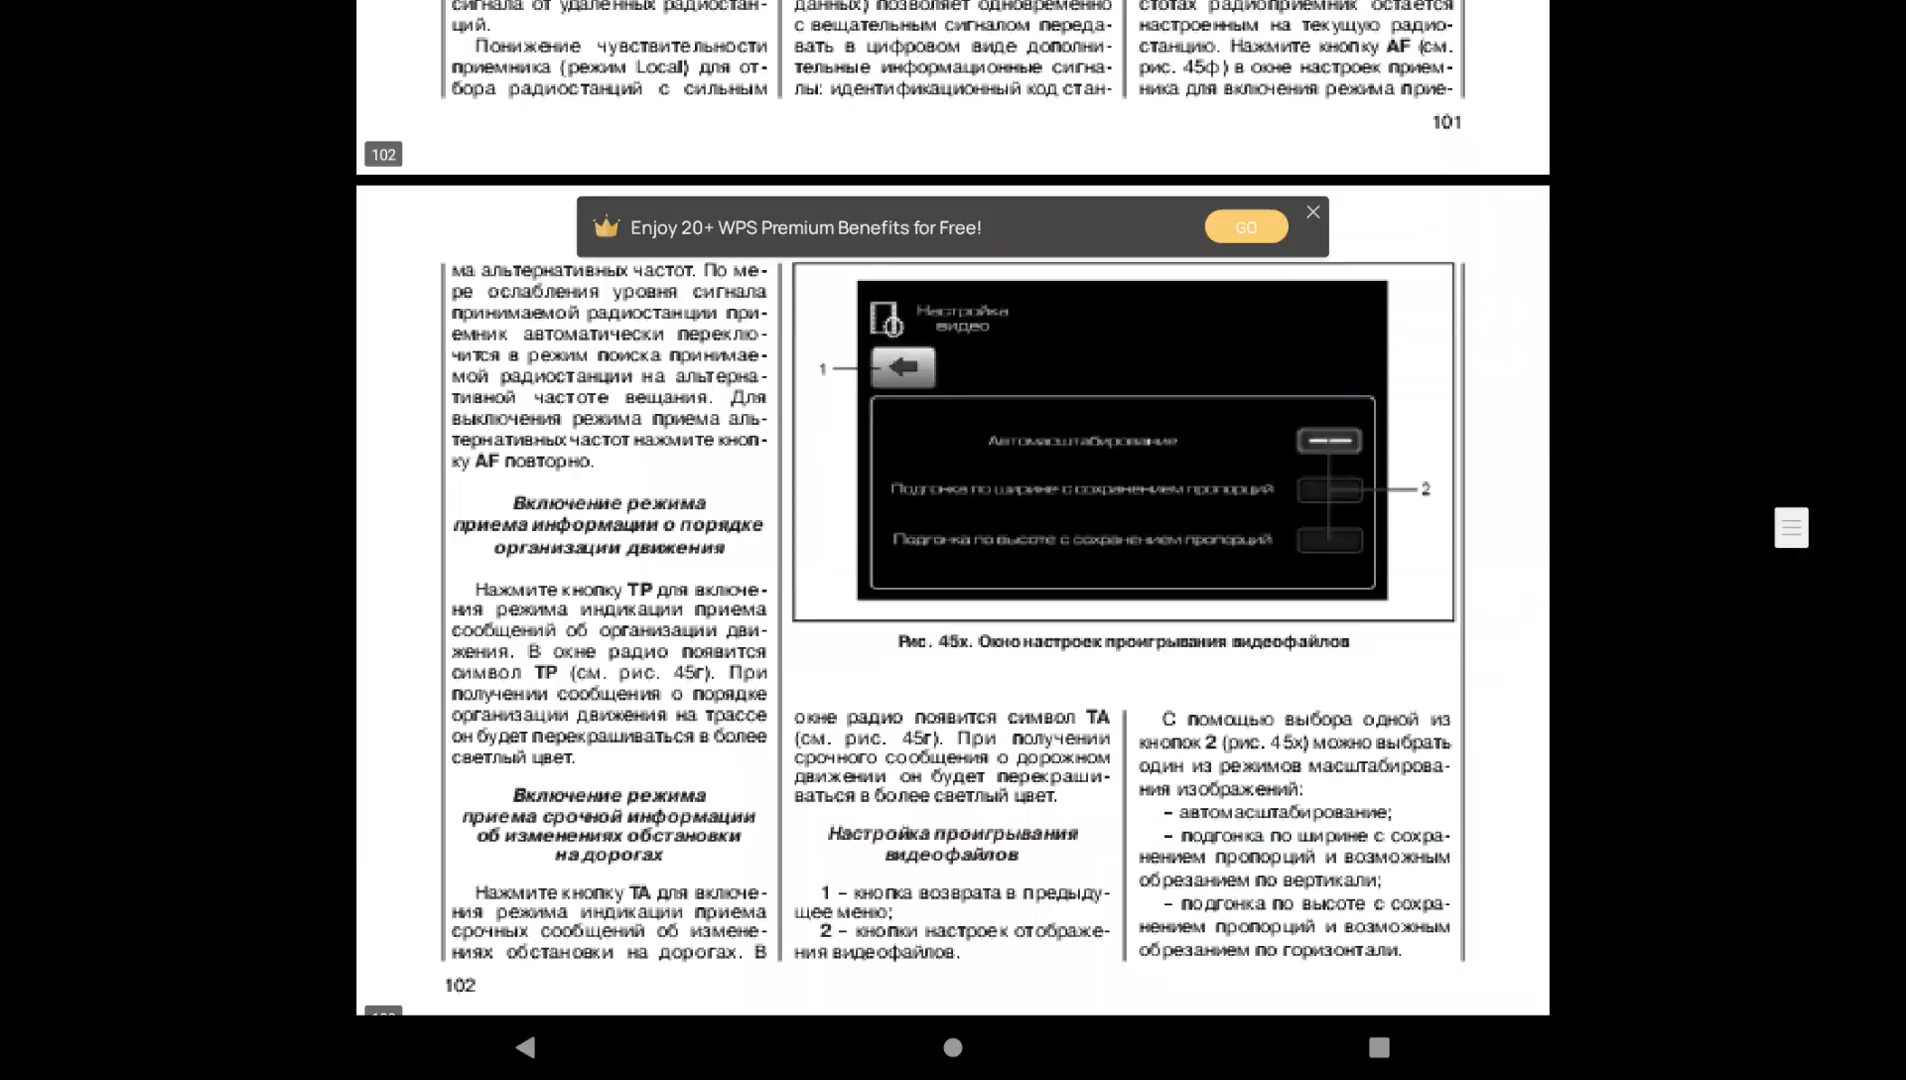 сигнала от удаленных радиостан-
ций.
Понижение чувствительности
приемника (режим Local) для от-
бора радиостанций с сильным
данных) позволяет одновременно
с вещательным сигналом переда-
вать в цифровом виде дополни-
тельные информационные сигна-
лы: идентификационный код стан-
стотах радиоприемник остается
настроенным на текущую радио-
станцию. Нажмите кнопку AF (см.
рис. 45ф) в окне настроек прием-
ника для включения режима прие-
101
102
Enjoy 20+ WPS Premium Benefits for Free!
GO
ма альтернативных частот. По ме-
ре ослабления уровня сигнала
принимаемой радиостанции при-
емник автоматически переклю-
чится в режим поиска принимае-
мой радиостанции на альтерна-
тивной частоте вещания. Для
выключения режима приема аль-
тернативных частот нажмите кноп-
ку AF повторно.
Включение режима
приема информации о порядке
организации движения
Нажмите кнопку TP для включе-
ния режима индикации приема
сообщений об организации дви-
жения. В окне радио появится
символ TP (см. рис. 45г). При
получении сообщения о порядке
организации движения на трассе
он будет перекрашиваться в более
светлый цвет.
Включение режима
приема срочной информации
об изменениях обстановки
на дорогах
Нажмите кнопку TA для включе-
ния режима индикации приема
срочных сообщений об измене-
ниях обстановки на дорогах. В
Настройка
видео
1
Автомасштабирование
Подгонка по ширине с сохранением пропорций
2
Подгонка по высоте с сохранением пропорций
Рис. 45х. Окно настроек проигрывания видеофайлов
окне радио появится символ TA
(см. рис. 45г). При получении
срочного сообщения о дорожном
движении он будет перекраши-
ваться в более светлый цвет.
Настройка проигрывания
видеофайлов
1 – кнопка возврата в предыду-
щее меню;
2 – кнопки настроек отображе-
ния видеофайлов.
С помощью выбора одной из
кнопок 2 (рис. 45х) можно выбрать
один из режимов масштабирова-
ния изображений:
– автомасштабирование;
– подгонка по ширине с сохра-
нением пропорций и возможным
обрезанием по вертикали;
– подгонка по высоте с сохра-
нением пропорций и возможным
обрезанием по горизонтали.
102